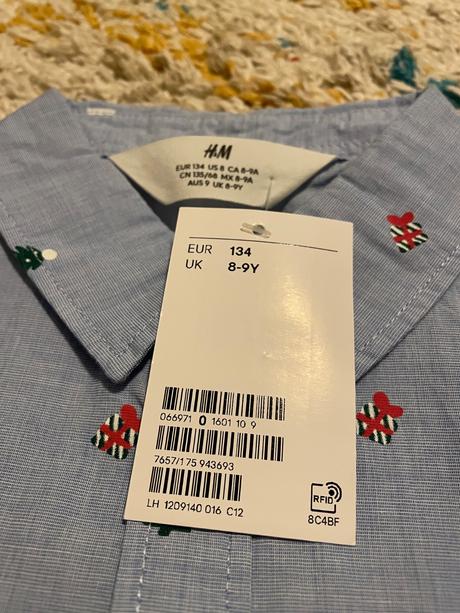 H&M
EUR 134 US 8 CA 8-9A
CN 135/68 MX 8-9A
AUS 9 UK 8-9Y
EUR 134
UK 8-9Y
066971 0 1601 10 9
7657/175 943693
LH 1209140 016 C12
RFID
8C4BF